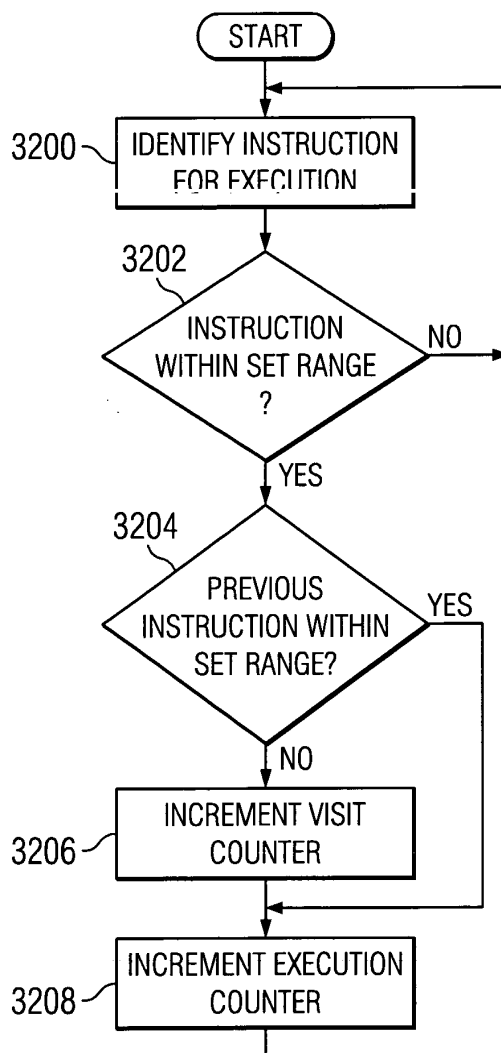 START
3200
IDENTIFY INSTRUCTION
FOR EXECUTION
3202
INSTRUCTION
WITHIN SET RANGE
?
NO
YES
3204
PREVIOUS
INSTRUCTION WITHIN
SET RANGE?
YES
NO
3206
INCREMENT VISIT
COUNTER
3208
INCREMENT EXECUTION
COUNTER